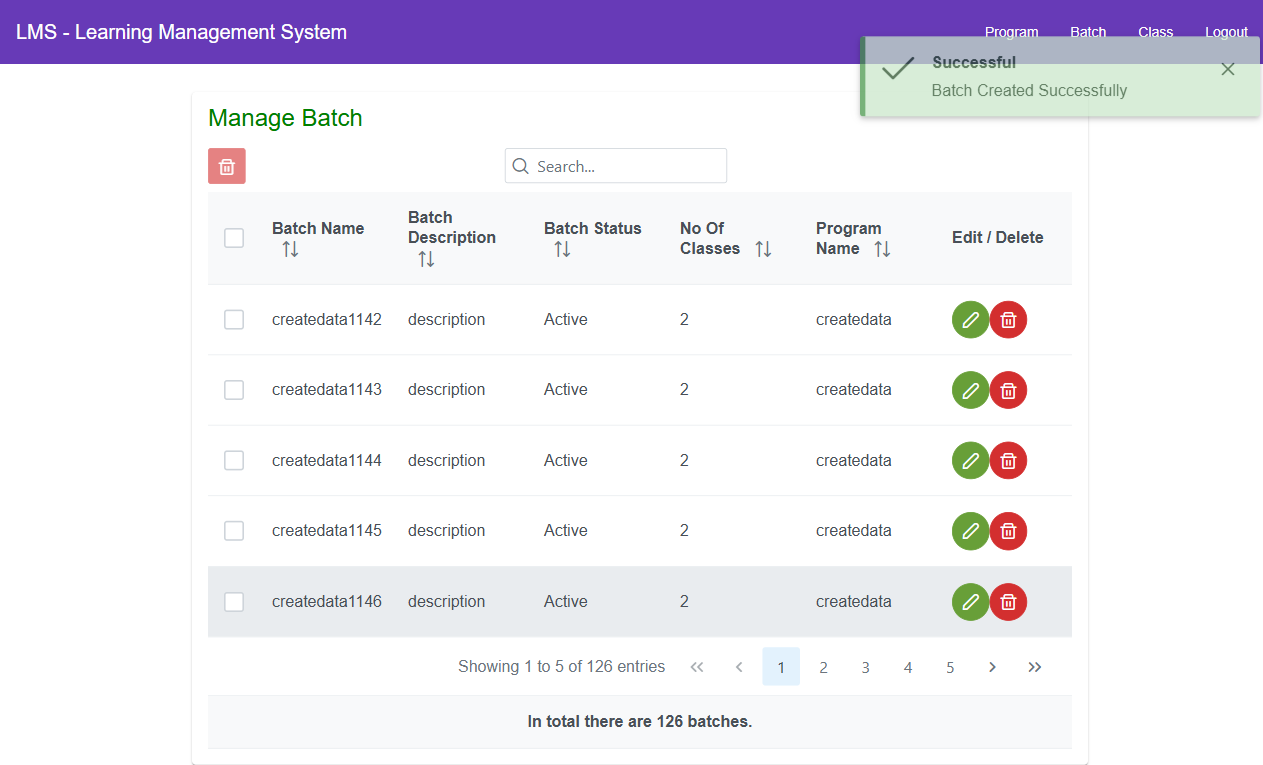 LMS - Learning Management System
Program Batch Class Logout
Successful
Batch Created Successfully
Manage Batch
Search...
Batch Name
Batch
Description
Batch Status
No Of
Classes
Program
Name
Edit / Delete
createdata1142 description Active 2 createdata
createdata1143 description Active 2 createdata
createdata1144 description Active 2 createdata
createdata1145 description Active 2 createdata
createdata1146 description Active 2 createdata
Showing 1 to 5 of 126 entries « ‹ 1 2 3 4 5 › »
In total there are 126 batches.